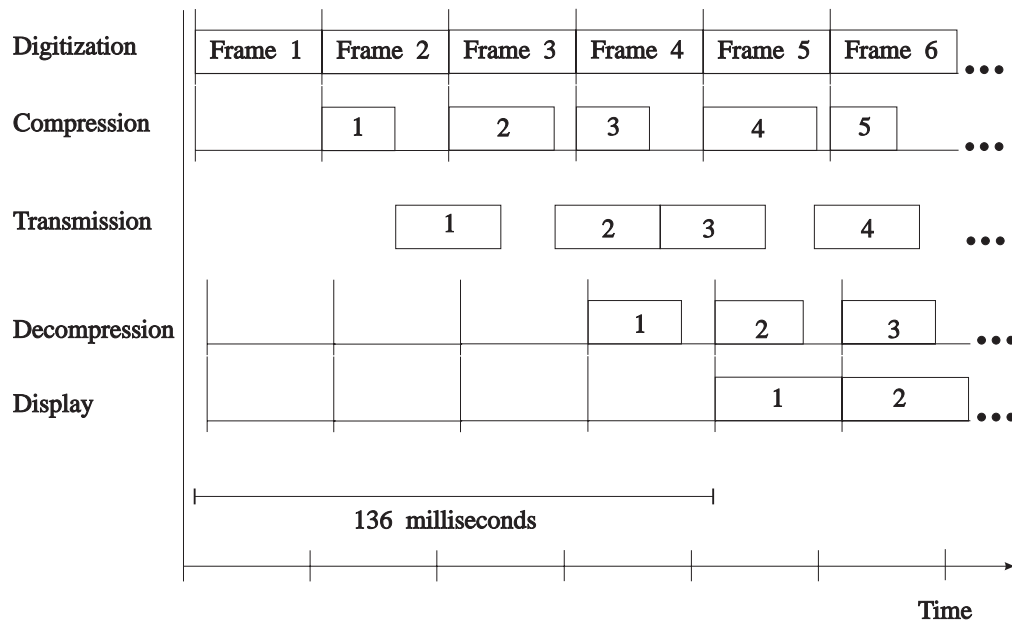 Digitization
Frame 1 Frame 2 Frame 3 Frame 4 Frame 5 Frame 6 •••
Compression
1 2 3 4 5 •••
Transmission
1 2 3 4 •••
Decompression
1 2 3 •••
Display
1 2 •••
136 milliseconds
Time